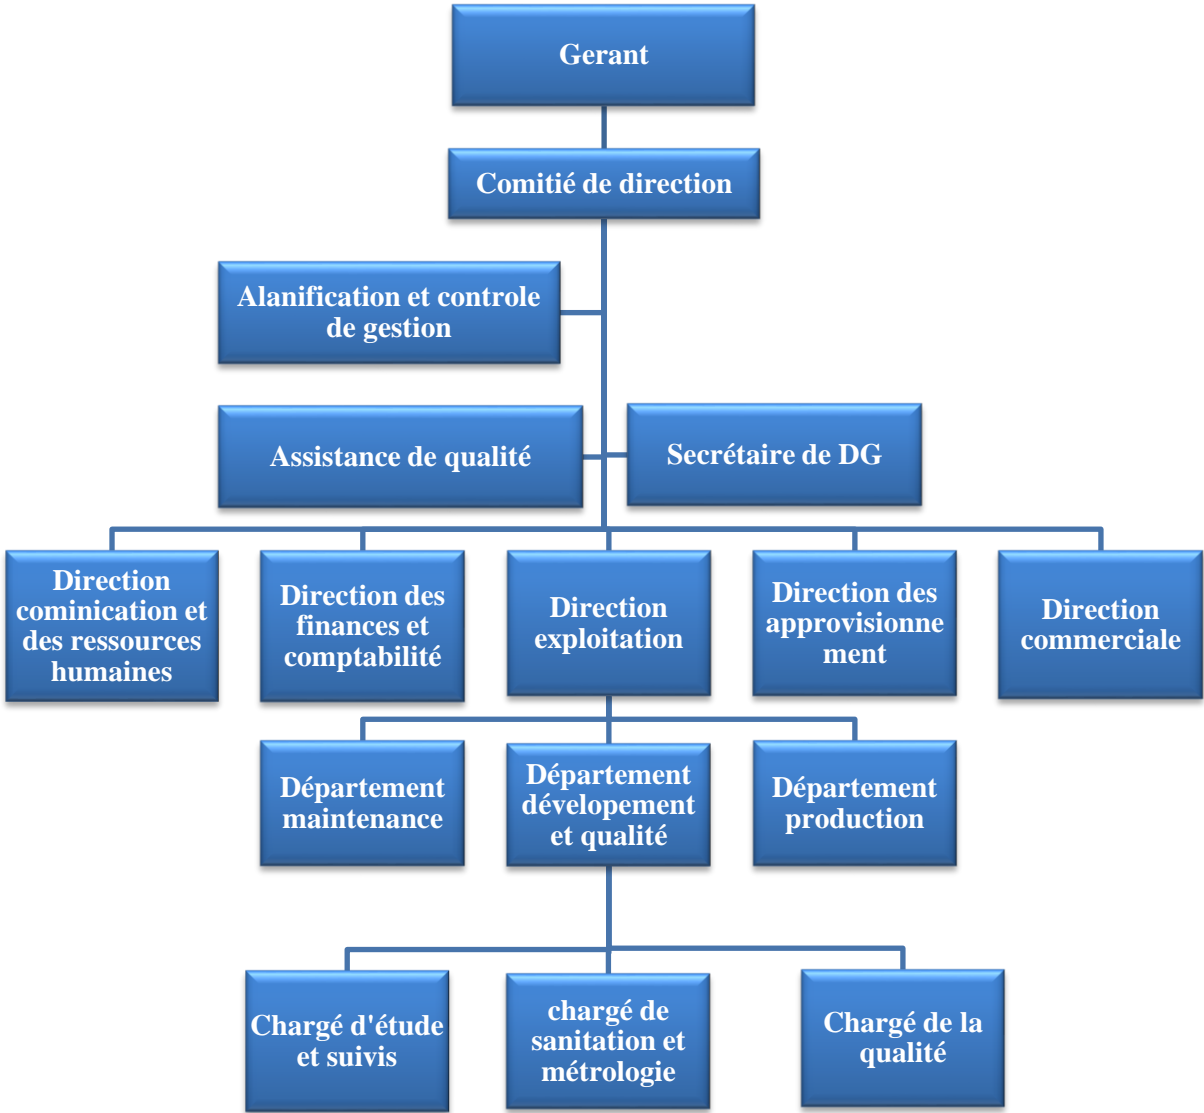 Gerant
Comitié de direction
Alanification et controle
de gestion
Assistance de qualité
Secrétaire de DG
Direction
cominication et
des ressources
humaines
Direction des
finances et
comptabilité
Direction
exploitation
Direction des
approvisionne
ment
Direction
commerciale
Département
maintenance
Département
dévelopement
et qualité
Département
production
Chargé d'étude
et suivis
chargé de
sanitation et
métrologie
Chargé de la
qualité